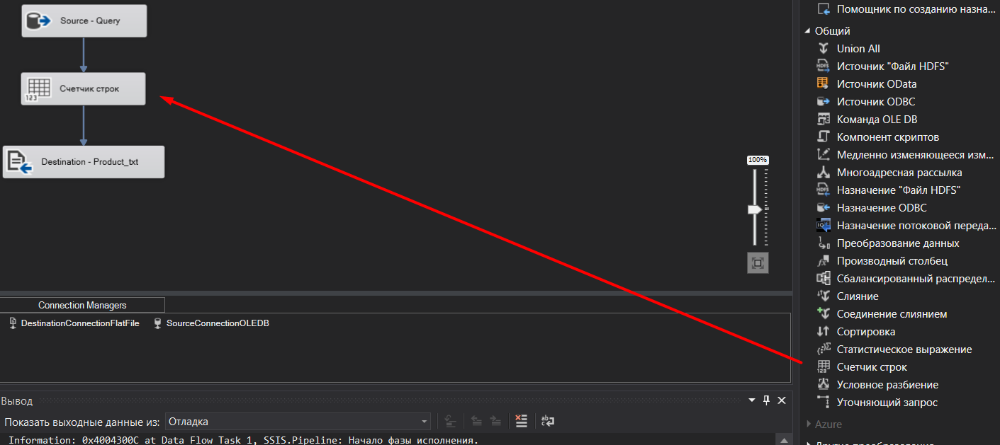 Source - Query
123
Счетчик строк
Destination - Product_txt
100%
Connection Managers
DestinationConnectionFlatFile
SourceConnectionOLEDB
Вывод
Показать выходные данные из:
Отладка
Information: 0x4004300C at Data Flow Task 1, SSIS.Pipeline: Начало фазы исполнения.
Помощник по созданию назна...
Общий
Union All
Источник "Файл HDFS"
Источник OData
Источник ODBC
Команда OLE DB
Компонент скриптов
Медленно изменяющееся изм...
Многоадресная рассылка
Назначение "Файл HDFS"
Назначение ODBC
Назначение потоковой переда...
Преобразование данных
Производный столбец
Сбалансированный распредел...
Слияние
Соединение слиянием
Сортировка
Статистическое выражение
Счетчик строк
Условное разбиение
Уточняющий запрос
Azure